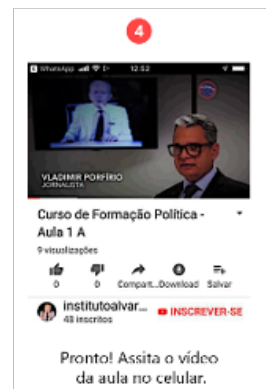 4
WhatsApp
12:52
VLADIMIR PORFÍRIO
JORNALISTA
Curso de Formação Política -
Aula 1 A
9 visualizações
0 0 Compart... Download Salvar
institutoalvar... INSCREVER-SE
48 inscritos
Pronto! Assita o vídeo
da aula no celular.